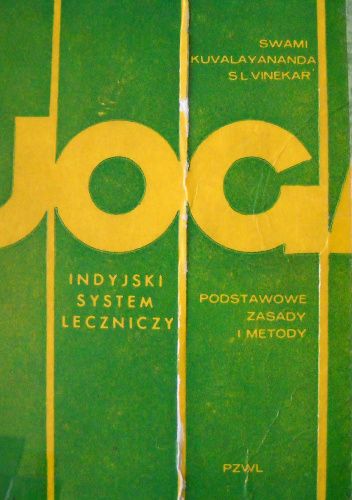 SWAMI
KUVALAYANANDA
S L VINEKAR
JOGA
INDYJSKI
SYSTEM
LECZNICZY
PODSTAWOWE
ZASADY
I METODY
PZWL